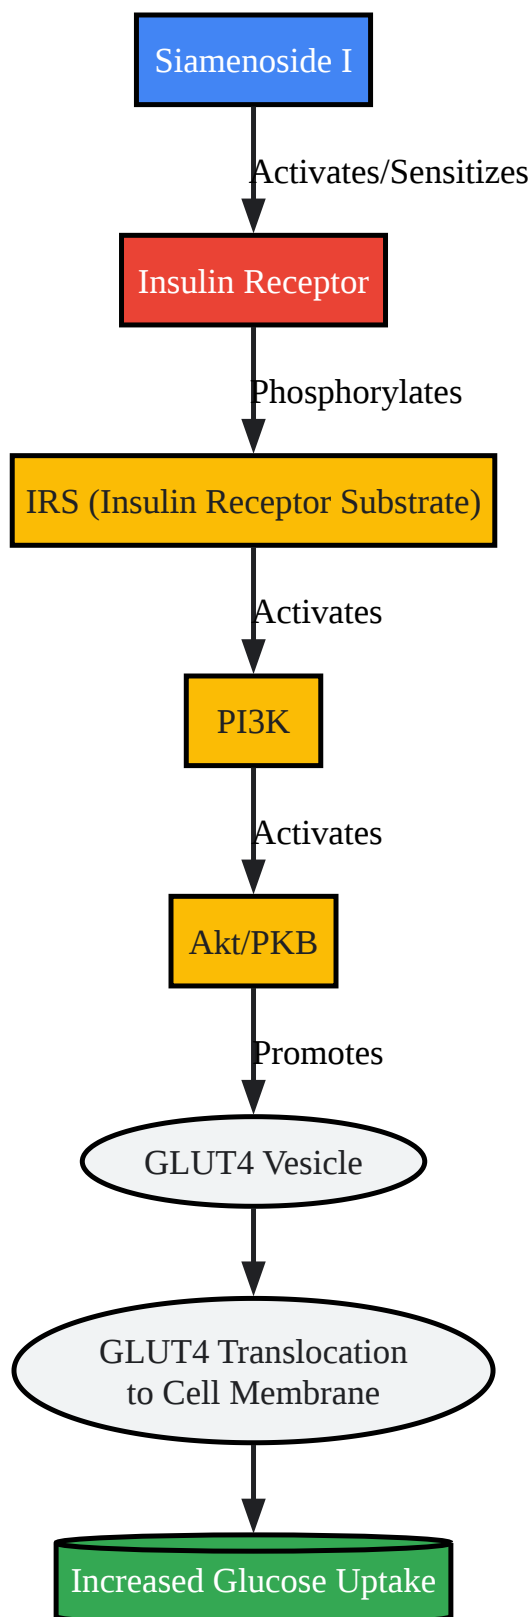 Siamenoside I
Activates/Sensitizes
Insulin Receptor
Phosphorylates
IRS (Insulin Receptor Substrate)
Activates
PI3K
Activates
Akt/PKB
Promotes
GLUT4 Vesicle
GLUT4 Translocation
to Cell Membrane
Increased Glucose Uptake